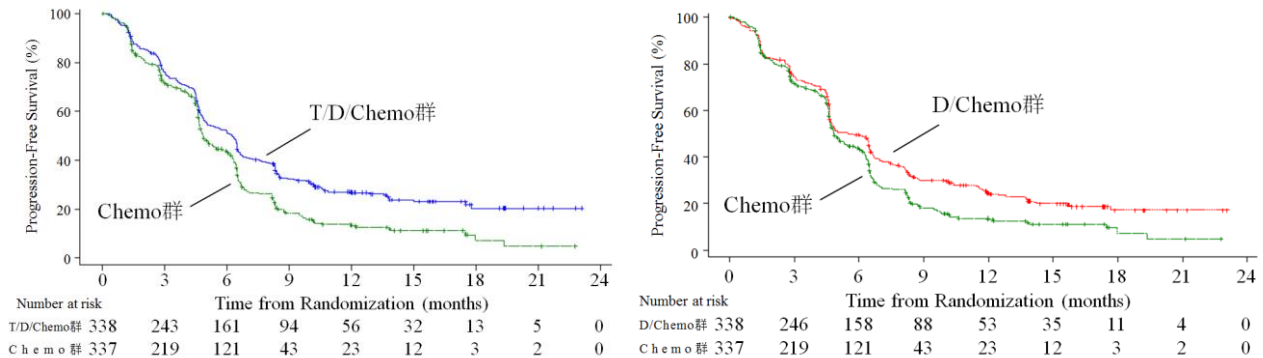 Progression-Free Survival (%)
100
80
60
40
20
0
T/D/Chemo群
Chemo群
0 3 6 9 12 15 18 21 24
Number at risk
Time from Randomization (months)
T/D/Chemo群 338 243 161 94 56 32 13 5 0
Chemo群 337 219 121 43 23 12 3 2 0
Progression-Free Survival (%)
100
80
60
40
20
0
D/Chemo群
Chemo群
0 3 6 9 12 15 18 21 24
Number at risk
Time from Randomization (months)
D/Chemo群 338 246 158 88 53 35 11 4 0
Chemo群 337 219 121 43 23 12 3 2 0